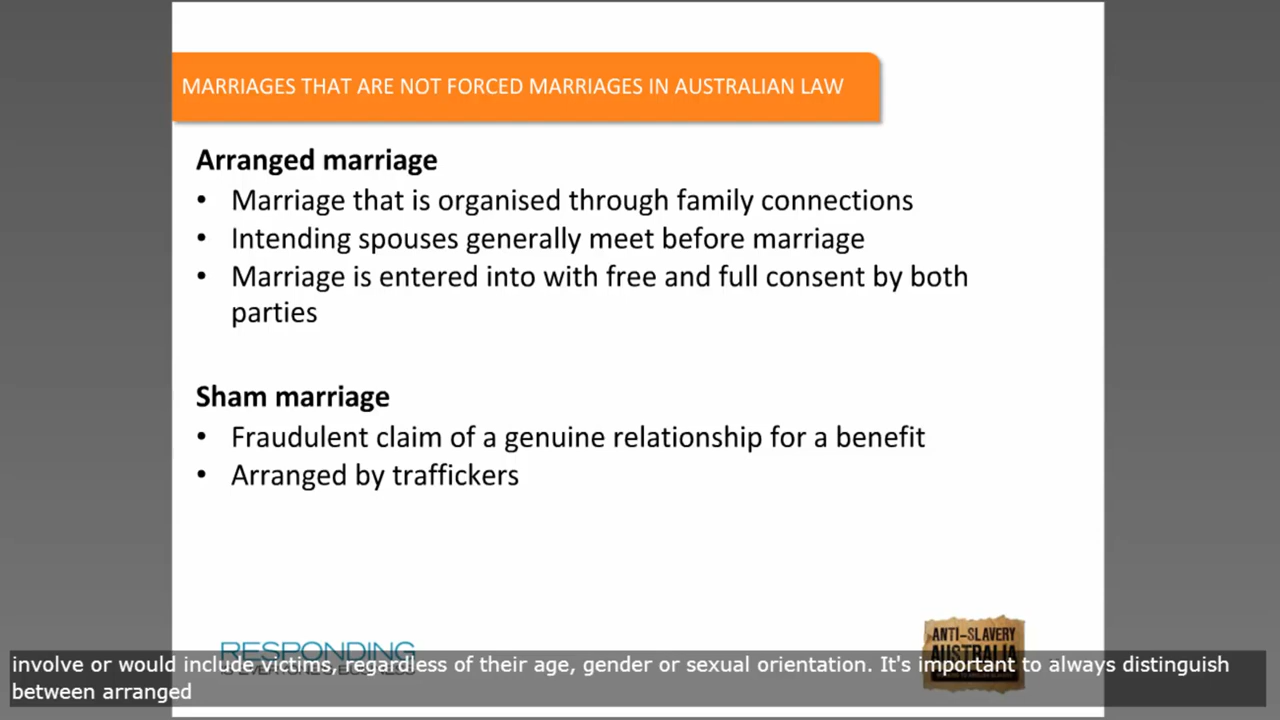 MARRIAGES THAT ARE NOT FORCED MARRIAGES IN AUSTRALIAN LAW
Arranged marriage
• Marriage that is organised through family connections
• Intending spouses generally meet before marriage
• Marriage is entered into with free and full consent by both
parties
Sham marriage
• Fraudulent claim of a genuine relationship for a benefit
• Arranged by traffickers
RESPONDING
ANTI-SLAVERY
AUSTRALIA
involve or would include victims, regardless of their age, gender or sexual orientation. It's important to always distinguish
between arranged